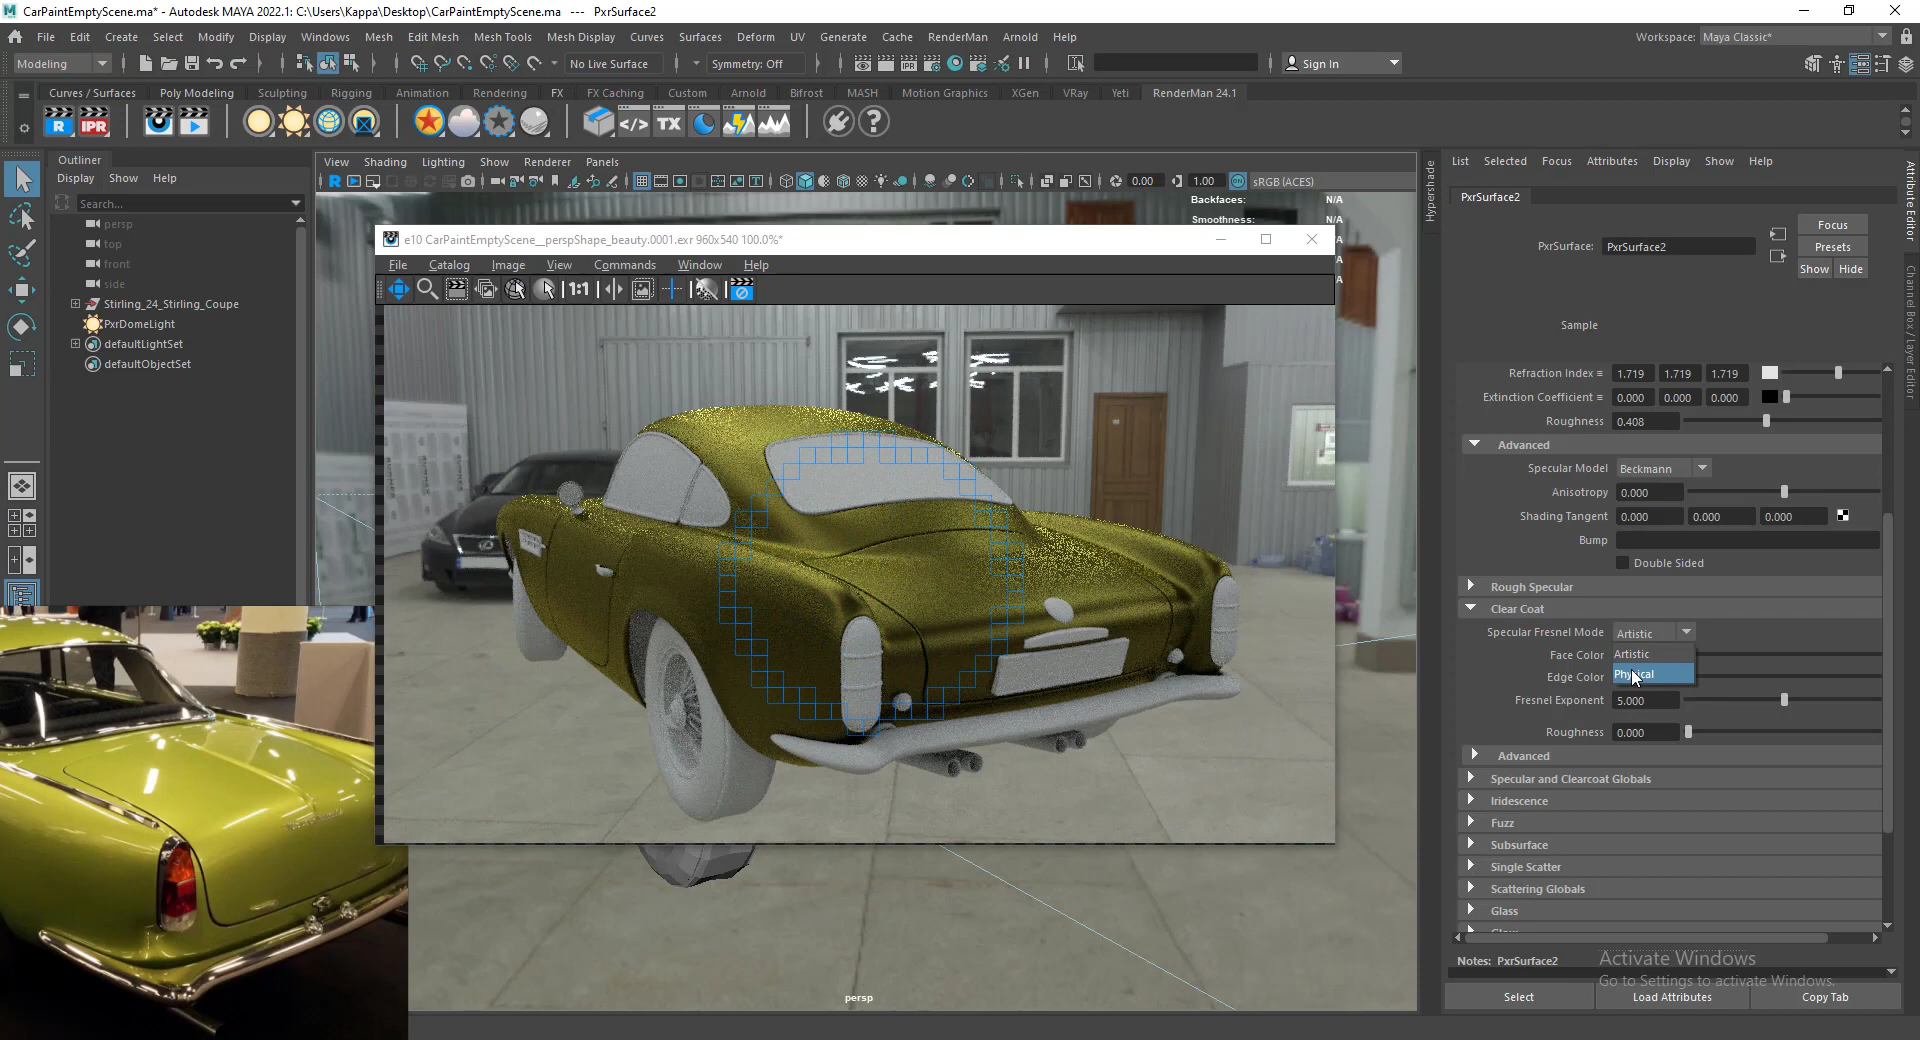 CarPaintEmptyScene.ma* - Autodesk MAYA 2022.1: C:\Users\Kappa\Desktop\CarPaintEmptyScene.ma --- PxrSurface2
File Edit Create Select Modify Display Windows Mesh Edit Mesh Mesh Tools Mesh Display Curves Surfaces Deform UV Generate Cache RenderMan Arnold Help
Workspace: Maya Classic*
Modeling
No Live Surface
Symmetry: Off
Sign In
Curves / Surfaces Poly Modeling Sculpting Rigging Animation Rendering FX FX Caching Custom Arnold Bifrost MASH Motion Graphics XGen VRay Yeti RenderMan 24.1
R IPR </> TX ?
Outliner
Display Show Help
Search...
persp
top
front
side
Stirling_24_Stirling_Coupe
PxrDomeLight
defaultLightSet
defaultObjectSet
View Shading Lighting Show Renderer Panels
0.00 1.00 ON sRGB (ACES)
Backfaces: N/A
Smoothness: N/A
e10 CarPaintEmptyScene__perspShape_beauty.0001.exr 960x540 100.0%*
File Catalog Image View Commands Window Help
1:1
persp
Hypershade
List Selected Focus Attributes Display Show Help
PxrSurface2
PxrSurface: PxrSurface2
Focus
Presets
Show Hide
Sample
Refraction Index = 1.719 1.719 1.719
Extinction Coefficient = 0.000 0.000 0.000
Roughness 0.408
Advanced
Specular Model Beckmann
Anisotropy 0.000
Shading Tangent 0.000 0.000 0.000
Bump
Double Sided
Rough Specular
Clear Coat
Specular Fresnel Mode Artistic
Artistic
Face Color
Physical
Edge Color
Fresnel Exponent 5.000
Roughness 0.000
Advanced
Specular and Clearcoat Globals
Iridescence
Fuzz
Subsurface
Single Scatter
Scattering Globals
Glass
Notes: PxrSurface2
Activate Windows
Go to Settings to activate Windows.
Select Load Attributes Copy Tab
Attribute Editor
Channel Box / Layer Editor